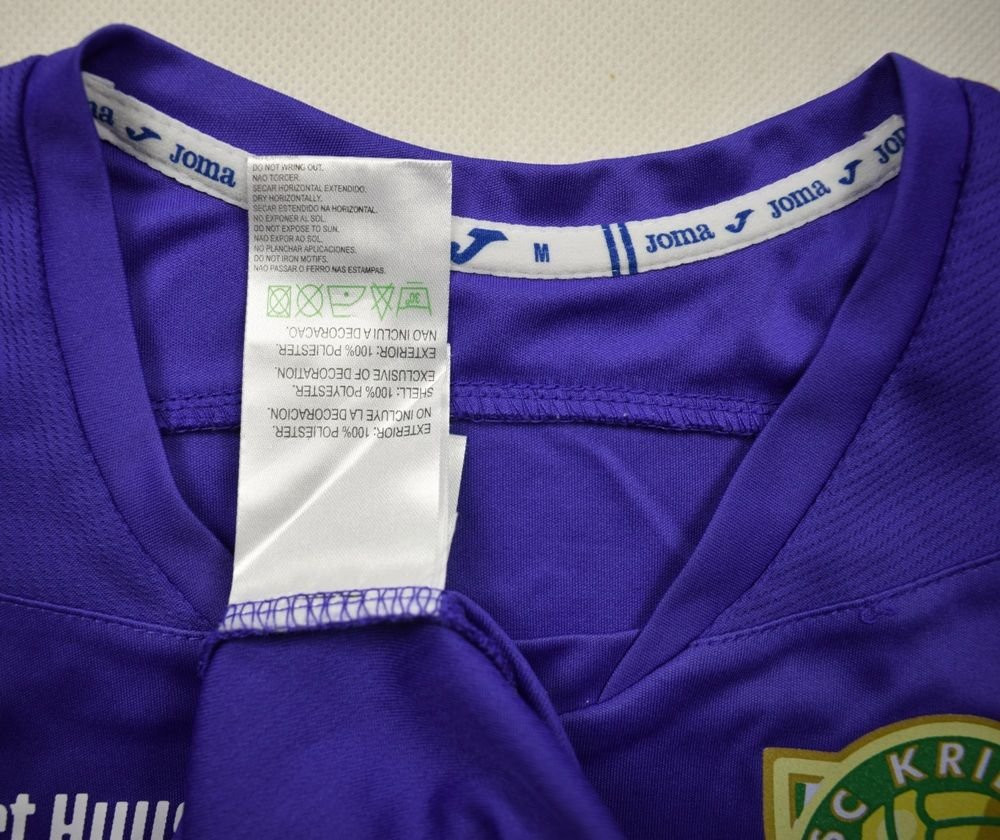 Joma
DO NOT WRING OUT.
NAO TORCER.
SECAR HORIZONTAL EXTENDIDO.
DRY HORIZONTALLY.
SECAR ESTENDIDO NA HORIZONTAL.
NO EXPONER AL SOL.
DO NOT EXPOSE TO SUN.
NAO EXPOR AO SOL.
NO PLANCHAR APLICACIONES.
DO NOT IRON MOTIFS.
NAO PASSAR O FERRO NAS ESTAMPAS.
30°
EXTERIOR: 100% POLIESTER.
NO INCLUYE LA DECORACION.
SHELL: 100% POLYESTER.
EXCLUSIVE OF DECORATION.
EXTERIOR: 100% POLIESTER.
NAO INCLUI A DECORACAO.
M
Joma
Joma
SC KRI